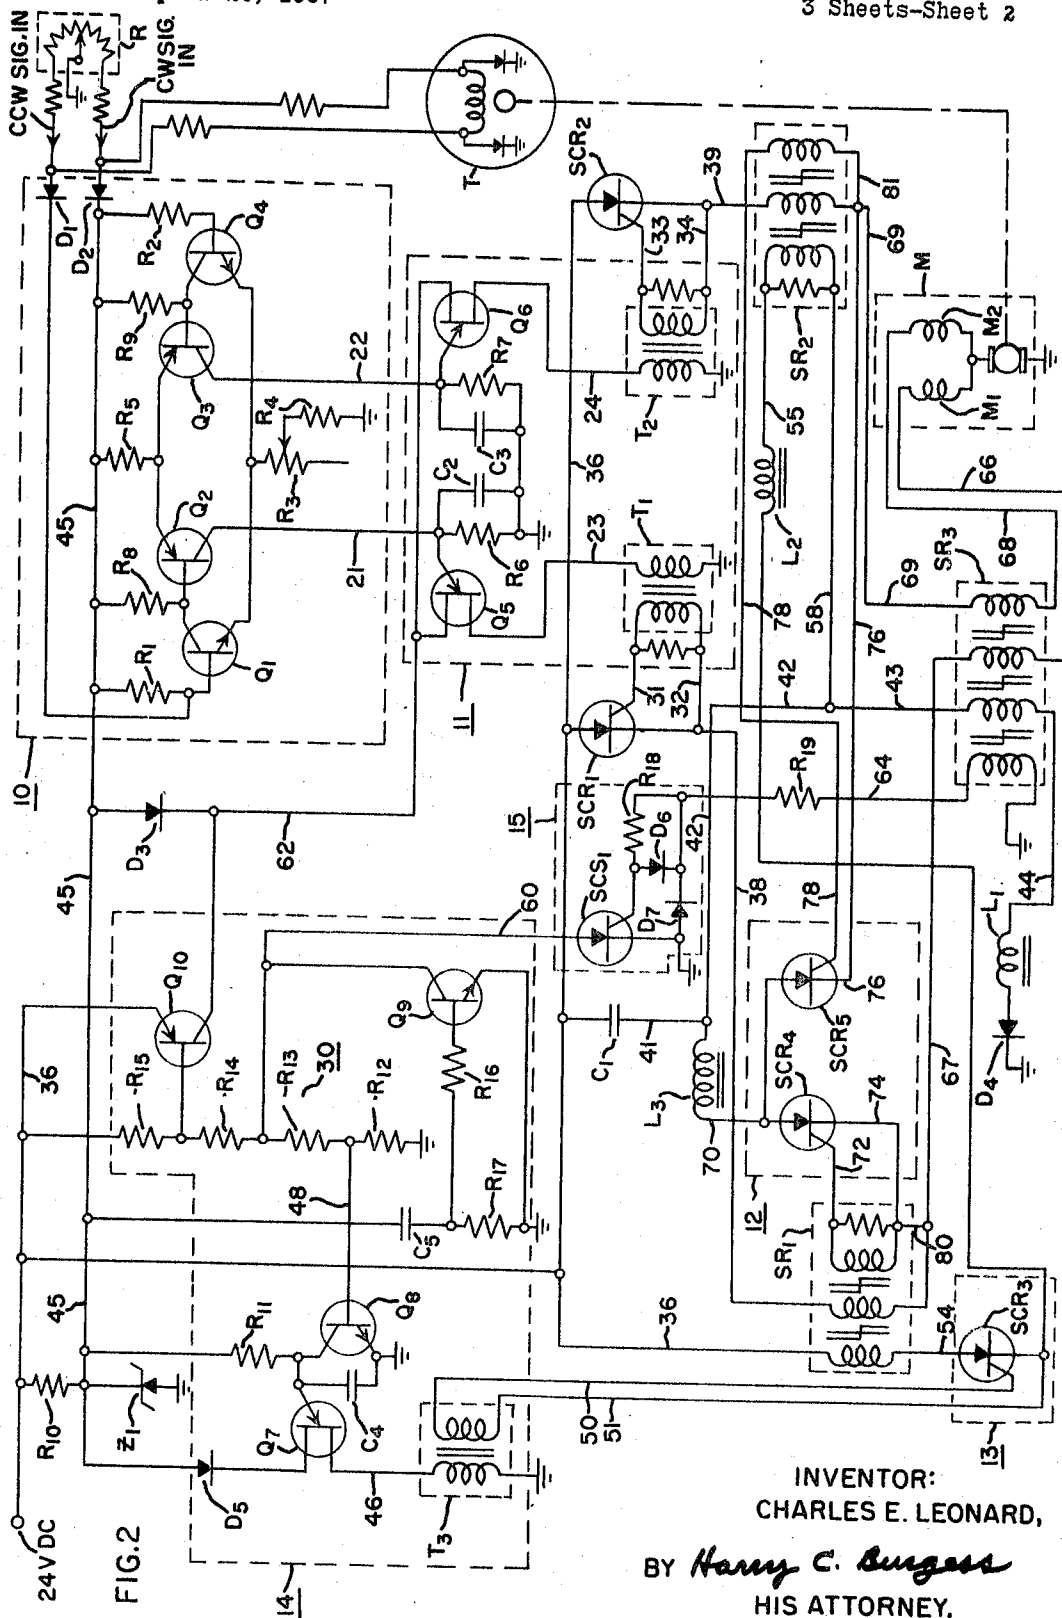 3 Sheets-Sheet 2
CCW SIG. IN
R
CW SIG. IN
T
D1
D2
R2
Q4
R9
Q3
R5
R4
R3
45
Q2
R8
Q1
R1
10
22
21
Q6
R7
C3
C2
R6
Q5
11
SCR2
33
34
39
24
T2
36
23
T1
31
32
SR2
81
69
M
M2
M1
55
L2
78
58
76
42
43
66
68
SR3
69
D3
62
45
15
SCR1
R18
D6
SCS1
D7
42
R19
64
38
78
60
Q10
Q9
R15
R14
R13
30
R12
R16
R17
C5
36
48
C1
41
L3
70
SCR4
SCR5
76
74
72
12
67
44
L1
D4
SR1
80
45
R11
Q8
R10
Z1
Q7
C4
D5
46
T3
36
54
SCR3
50
51
13
24V DC
FIG.2
14
INVENTOR:
CHARLES E. LEONARD,
BY Harry C. Burgess
HIS ATTORNEY.